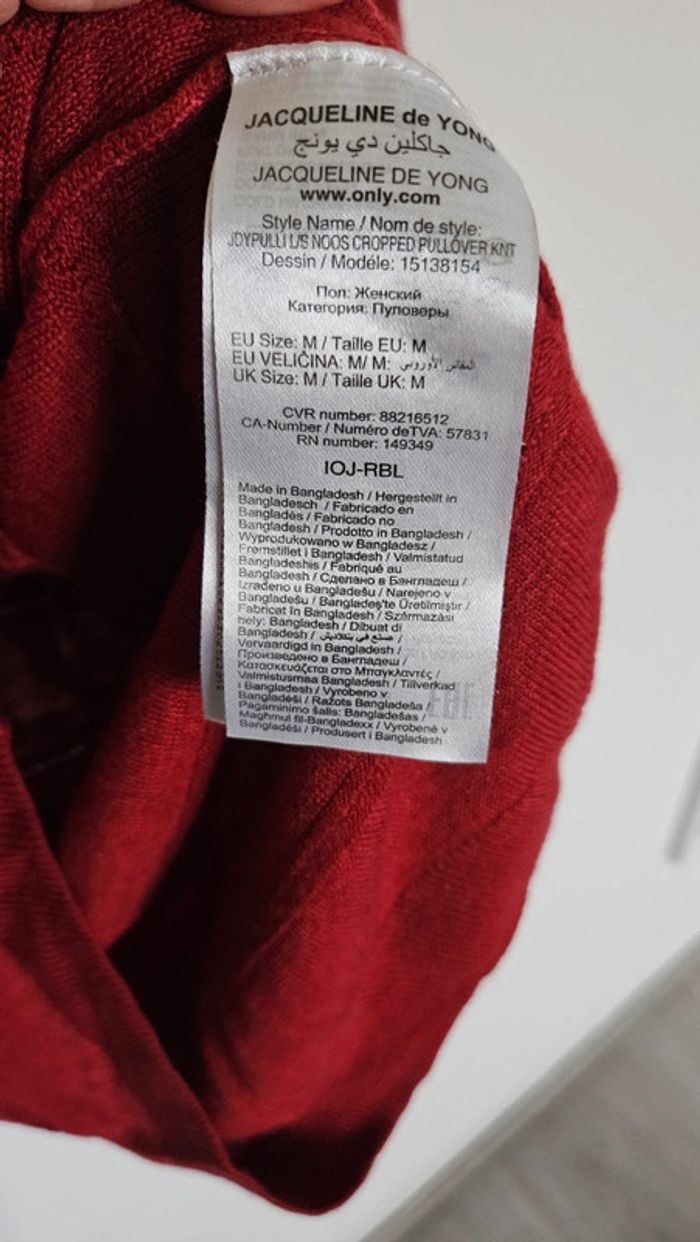 JACQUELINE de YONG
جاكلين دي يونج
JACQUELINE DE YONG
www.only.com
Style Name / Nom de style:
JDYPULLI L/S NOOS CROPPED PULLOVER KNT
Dessin / Modéle: 15138154
Пол: Женский
Категория: Пуловеры
EU Size: M / Taille EU: M
EU VELIČINA: M/ M: المقاس الأوروبي
UK Size: M / Taille UK: M
CVR number: 88216512
CA-Number / Numéro deTVA: 57831
RN number: 149349
IOJ-RBL
Made in Bangladesh / Hergestellt in
Bangladesch / Fabricado en
Bangladés / Fabricado no
Bangladesh / Prodotto in Bangladesh /
Wyprodukowano w Bangladesz /
Fremstillet i Bangladesh / Valmistatud
Bangladeshis / Fabriqué au
Bangladesh / Сделано в Бангладеш /
Izrađeno u Bangladešu / Narejeno v
Bangladešu / Bangladeş'te Üretilmiştir /
Fabricat în Bangladesh / Származási
hely: Bangladesh / Dibuat di
Bangladesh / صنع في بنغلاديش /
Vervaardigd in Bangladesh /
Произведено в Бангладеш /
Κατασκευάζεται στο Μπαγκλαντές /
Valmistusmaa Bangladesh / Tillverkad
i Bangladesh / Vyrobeno v
Bangladéši / Ražots Bangladeša /
Pagaminimo šalis: Bangladešas /
Maghmul fil-Bangladexx / Vyrobené v
Bangladéši / Produsert i Bangladesh